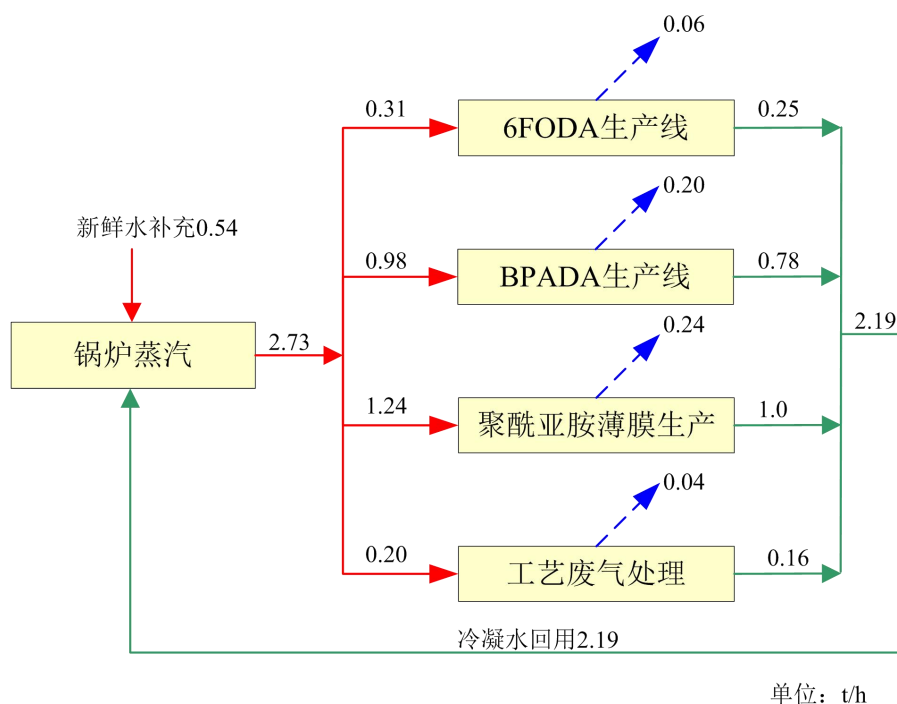 0.06
0.31
6FODA生产线
0.25
0.20
新鲜水补充0.54
0.98
BPADA生产线
0.78
锅炉蒸汽
2.73
0.24
2.19
1.24
聚酰亚胺薄膜生产
1.0
0.04
0.20
工艺废气处理
0.16
冷凝水回用2.19
单位：t/h